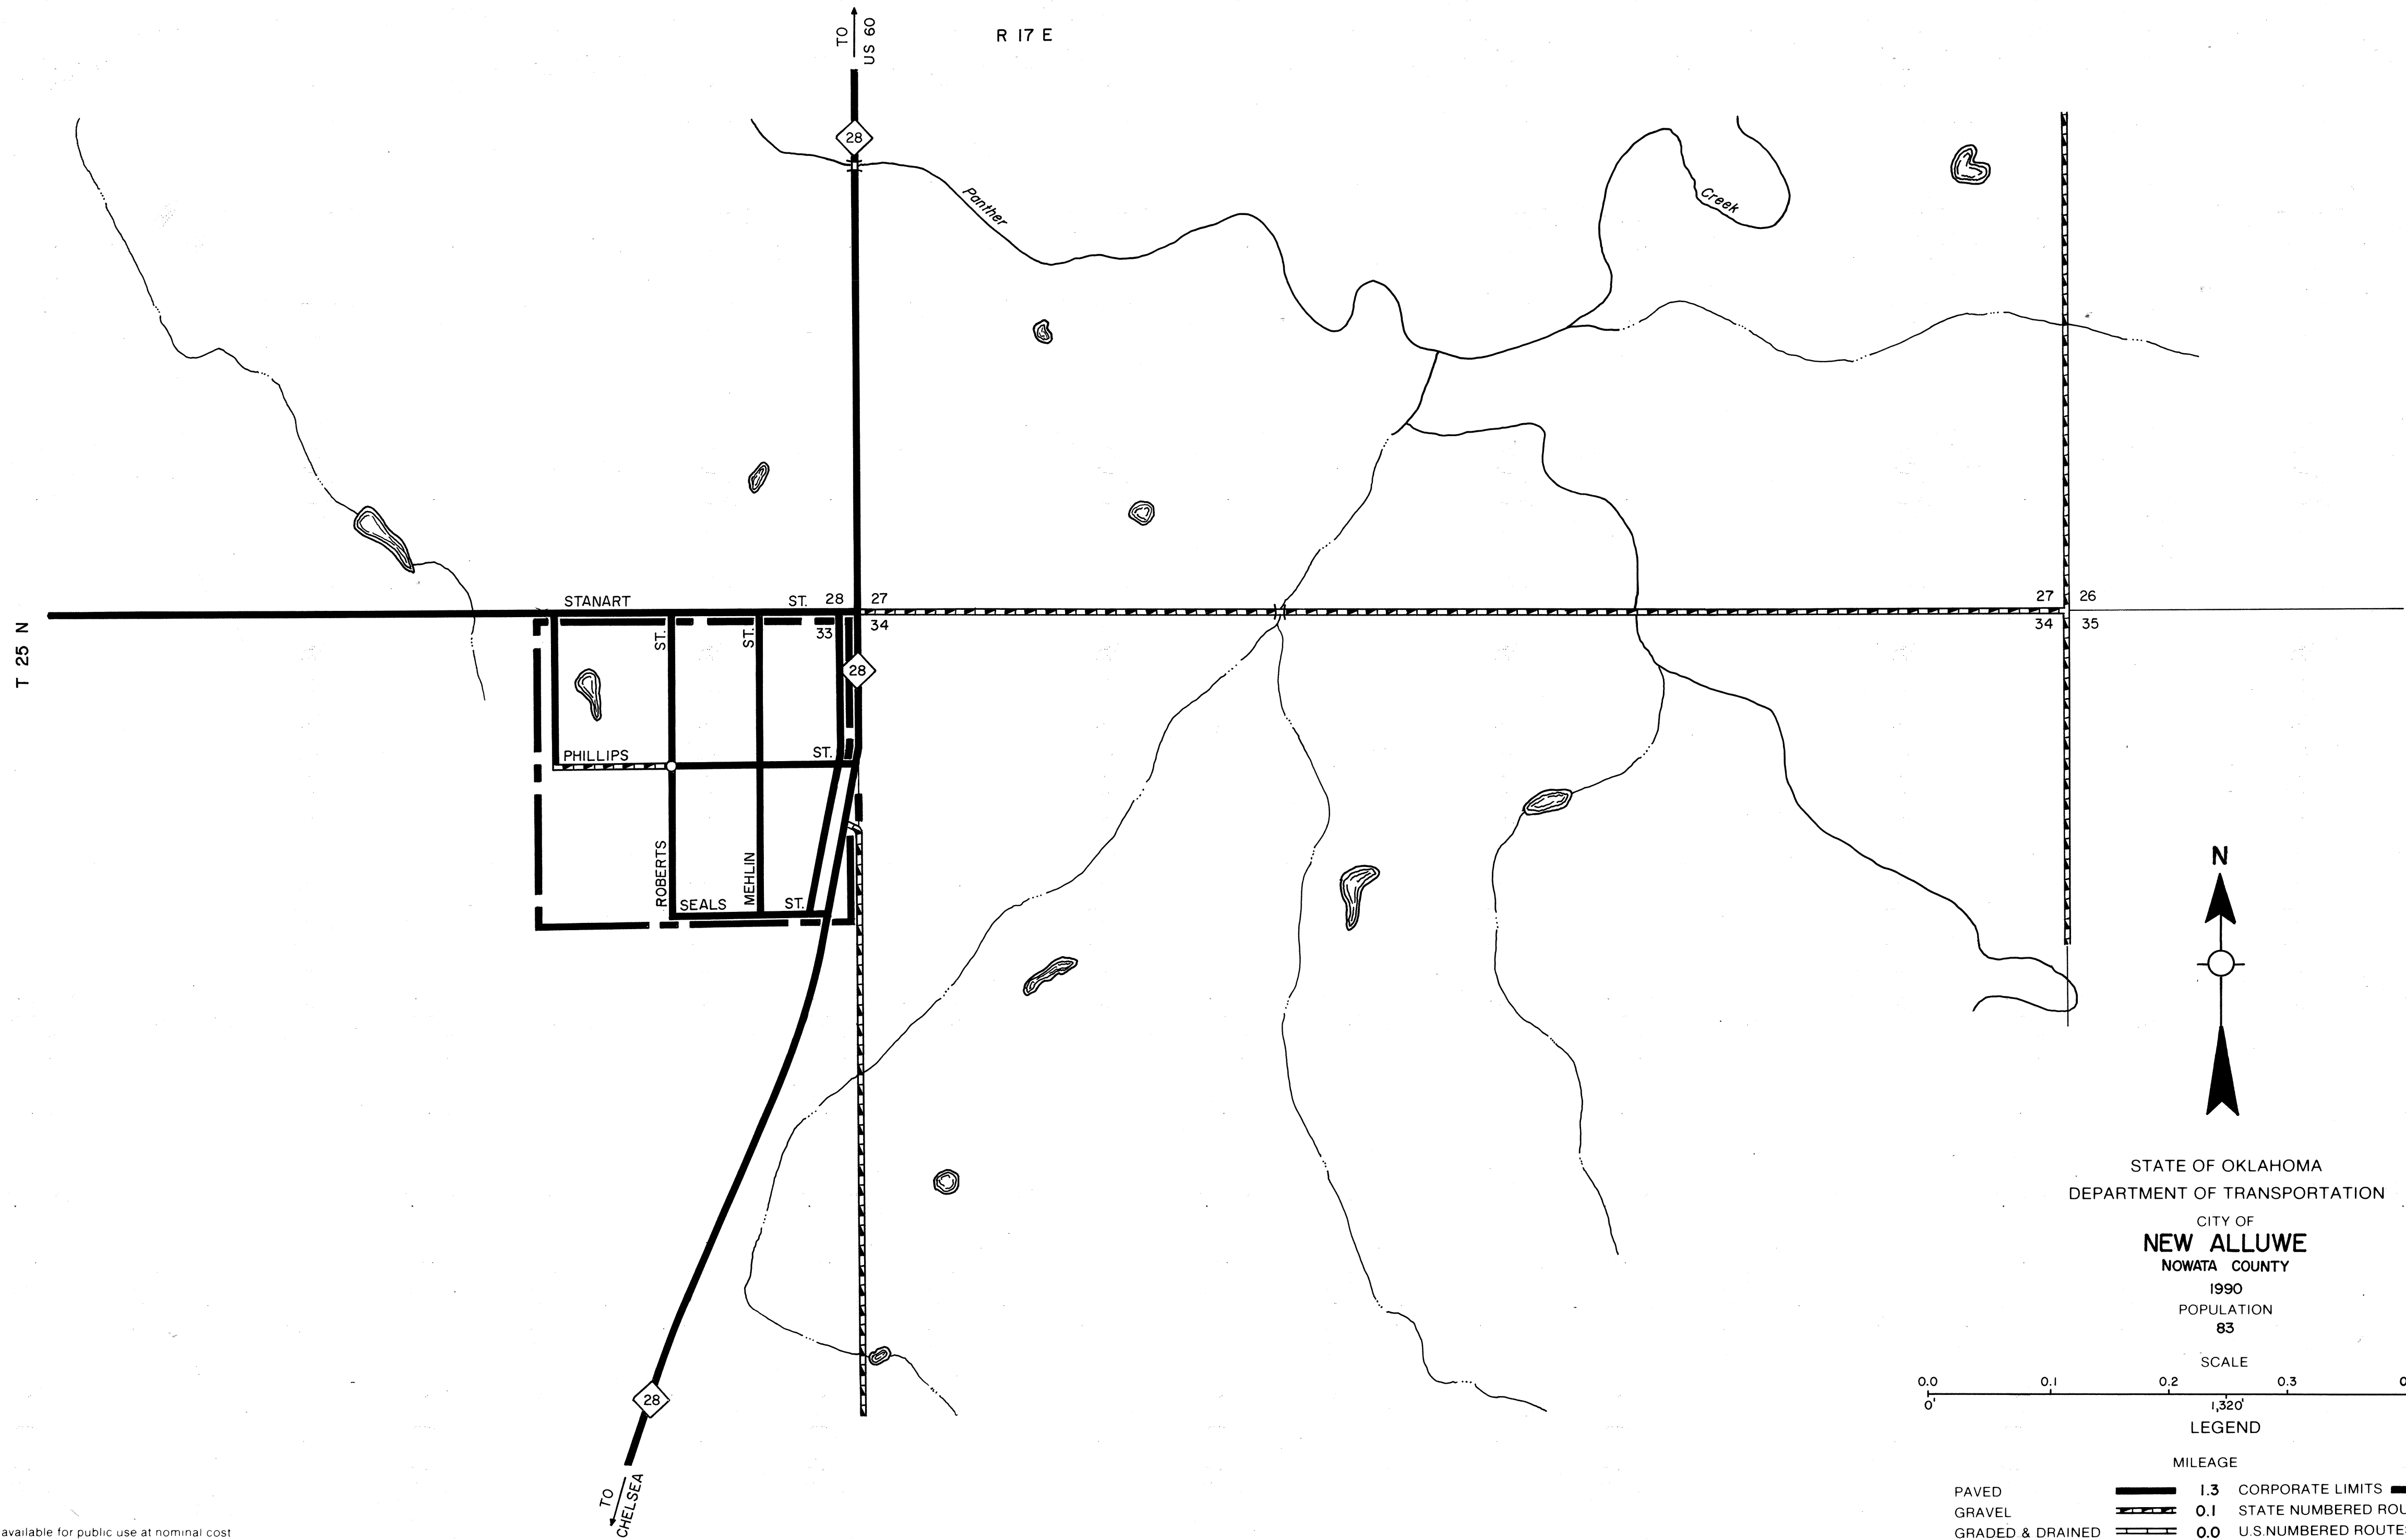 TO
US 60
R 17 E
28
Panther
Creek
T 25 N
STANART ST.
28 27
33 34
27 26
34 35
ST.
ST.
28
PHILLIPS ST.
ROBERTS
MEHLIN
SEALS ST.
28
TO
CHELSEA
N
STATE OF OKLAHOMA
DEPARTMENT OF TRANSPORTATION
CITY OF
NEW ALLUWE
NOWATA COUNTY
1990
POPULATION
83
SCALE
0.0 0.1 0.2 0.3
0' 1,320'
LEGEND
MILEAGE
PAVED 1.3 CORPORATE LIMITS
GRAVEL 0.1 STATE NUMBERED ROU
GRADED & DRAINED 0.0 U.S. NUMBERED ROUTE
available for public use at nominal cost